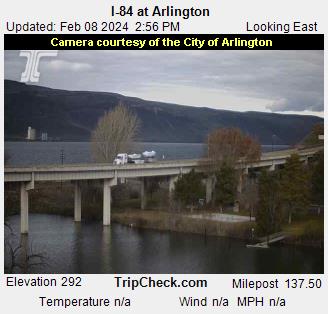 I-84 at Arlington
Updated: Feb 08 2024 2:56 PM Looking East
Camera courtesy of the City of Arlington
Elevation 292 TripCheck.com Milepost 137.50
Temperature n/a Wind n/a MPH n/a